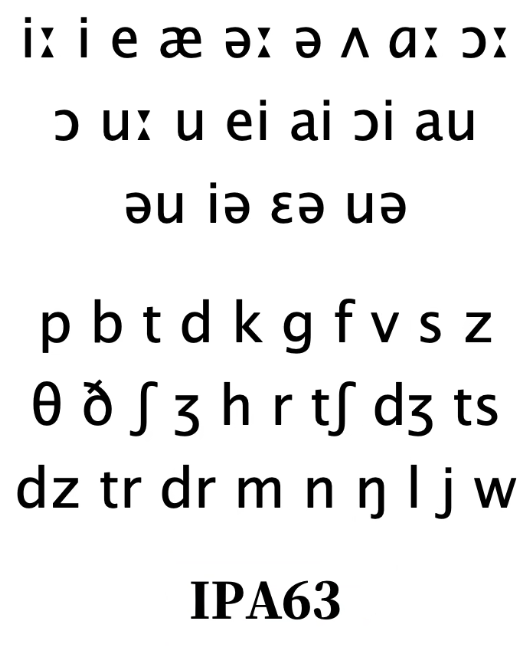 iː i e æ əː ə ʌ ɑː ɔː
ɔ uː u ei ai ɔi au
əu iə ɛə uə
p b t d k g f v s z
θ ð ʃ ʒ h r tʃ dʒ ts
dz tr dr m n ŋ l j w
IPA63